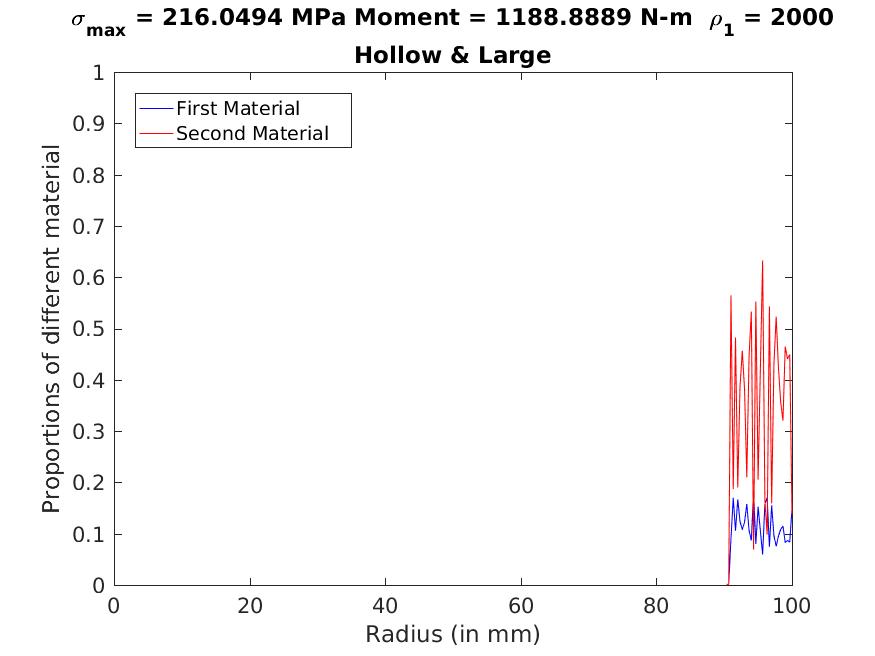 σmax = 216.0494 MPa Moment = 1188.8889 N-m ρ1 = 2000
Hollow & Large
First Material
Second Material
Proportions of different material
1
0.9
0.8
0.7
0.6
0.5
0.4
0.3
0.2
0.1
0
0 20 40 60 80 100
Radius (in mm)